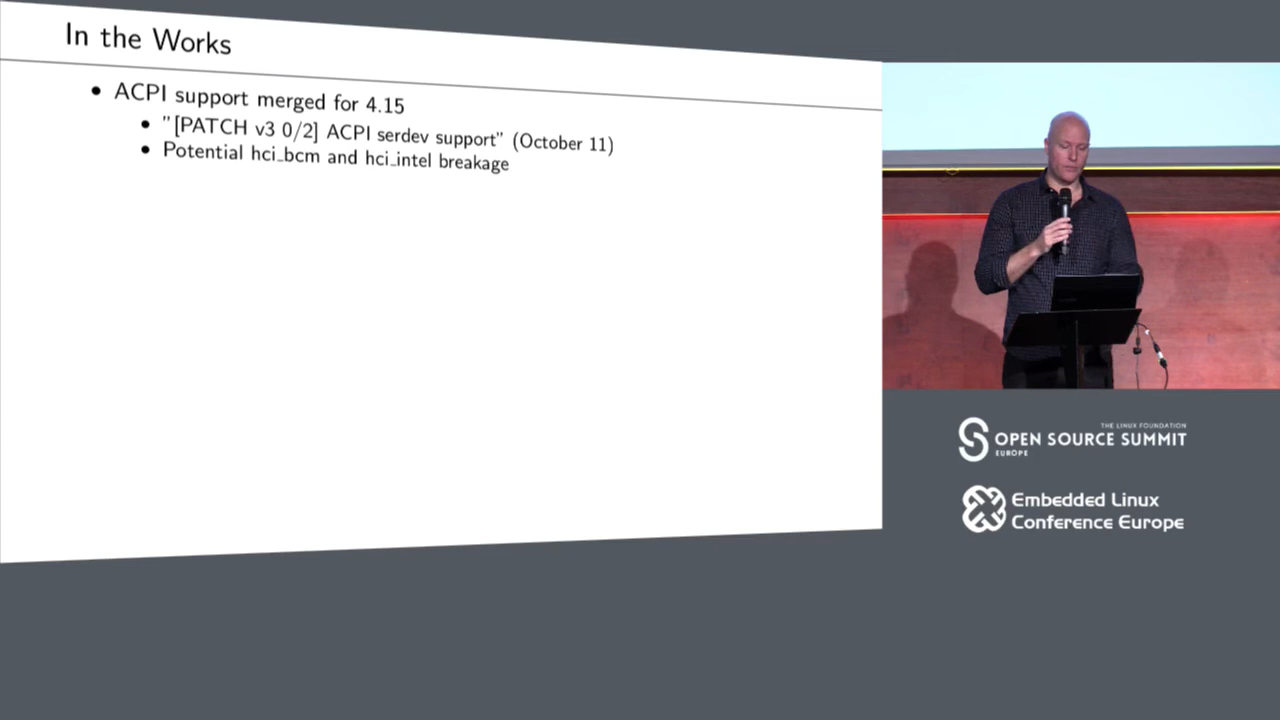 In the Works
• ACPI support merged for 4.15
• "[PATCH v3 0/2] ACPI serdev support" (October 11)
• Potential hci_bcm and hci_intel breakage
THE LINUX FOUNDATION
OPEN SOURCE SUMMIT
EUROPE
Embedded Linux
Conference Europe